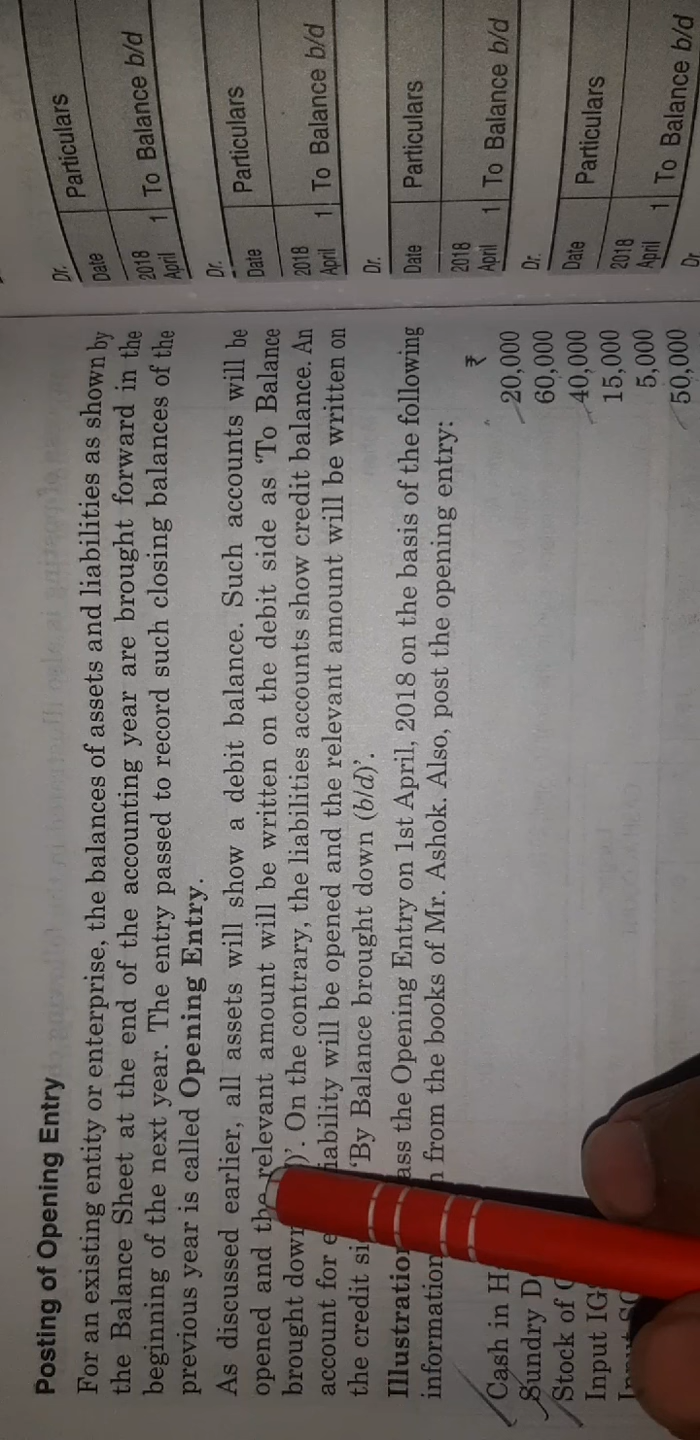 Posting of Opening Entry
For an existing entity or enterprise, the balances of assets and liabilities as shown by
the Balance Sheet at the end of the accounting year are brought forward in the
beginning of the next year. The entry passed to record such closing balances of the
previous year is called Opening Entry.
As discussed earlier, all assets will show a debit balance. Such accounts will be
opened and the relevant amount will be written on the debit side as ‘To Balance
brought down )’. On the contrary, the liabilities accounts show credit balance. An
account for e iability will be opened and the relevant amount will be written on
the credit si ‘By Balance brought down (b/d)’.
Illustration ass the Opening Entry on 1st April, 2018 on the basis of the following
information from the books of Mr. Ashok. Also, post the opening entry:
₹
Cash in H 20,000
Sundry D 60,000
Stock of 40,000
Input IG 15,000
5,000
50,000
Dr.
Date Particulars
2018
April 1 To Balance b/d
Dr.
Date Particulars
2018
April 1 To Balance b/d
Dr.
Date Particulars
2018
April 1 To Balance b/d
Dr.
Date Particulars
2018
April 1 To Balance b/d
Dr